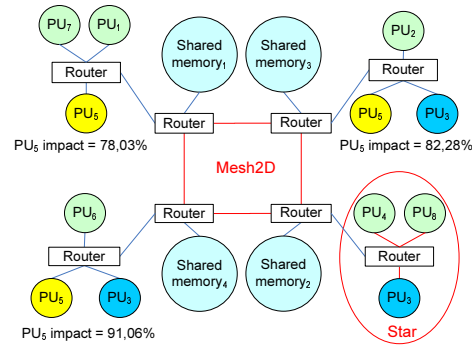 PU₇
PU₁
Router
PU₅
PU₅ impact = 78,03%
Shared
memory₁
Shared
memory₃
PU₂
Router
PU₅
PU₃
PU₅ impact = 82,28%
Router
Router
Mesh2D
Router
Router
PU₆
Router
PU₅
PU₃
PU₅ impact = 91,06%
Shared
memory₄
Shared
memory₂
PU₄
PU₈
Router
PU₃
Star